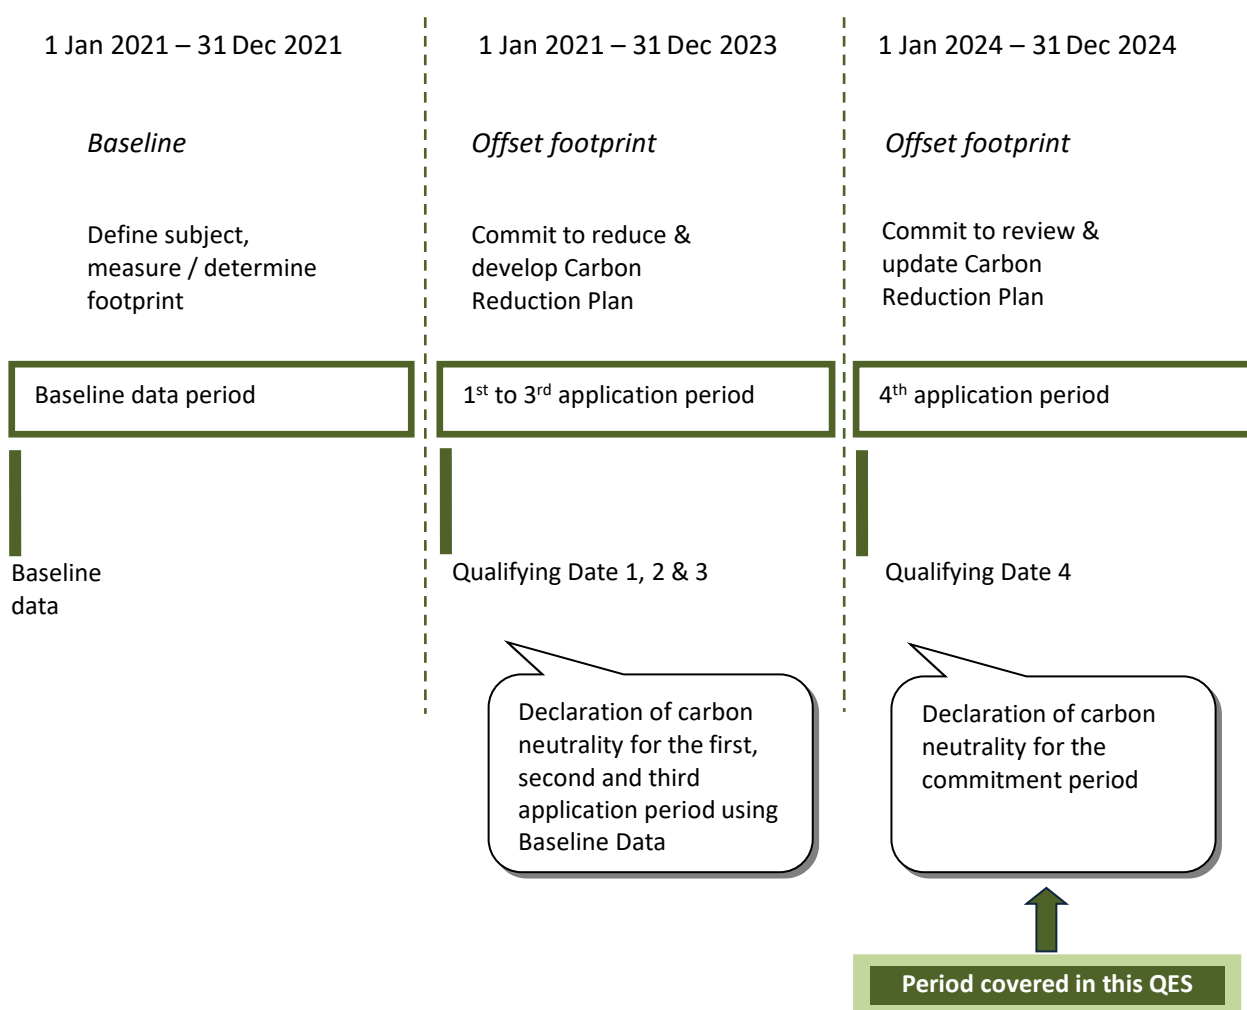 1 Jan 2021 – 31 Dec 2021
1 Jan 2021 – 31 Dec 2023
1 Jan 2024 – 31 Dec 2024
Baseline
Offset footprint
Offset footprint
Define subject,
measure / determine
footprint
Commit to reduce &
develop Carbon
Reduction Plan
Commit to review &
update Carbon
Reduction Plan
Baseline data period
1st to 3rd application period
4th application period
Baseline
data
Qualifying Date 1, 2 & 3
Qualifying Date 4
Declaration of carbon
neutrality for the first,
second and third
application period using
Baseline Data
Declaration of carbon
neutrality for the
commitment period
Period covered in this QES